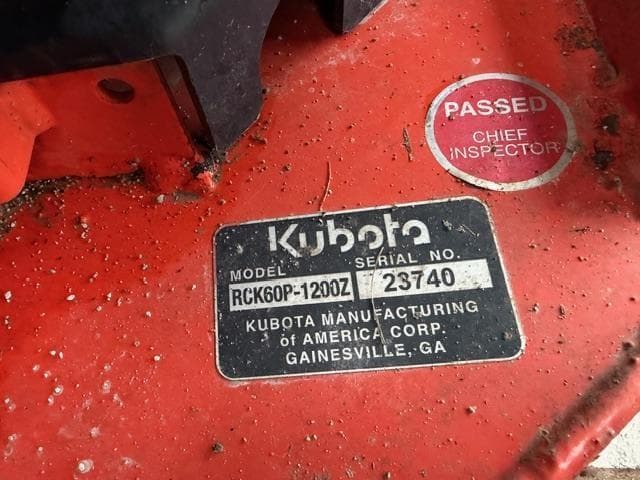 PASSED
CHIEF
INSPECTOR
Kubota
MODEL SERIAL NO.
RCK60P-1200Z 23740
KUBOTA MANUFACTURING
of AMERICA CORP.
GAINESVILLE, GA